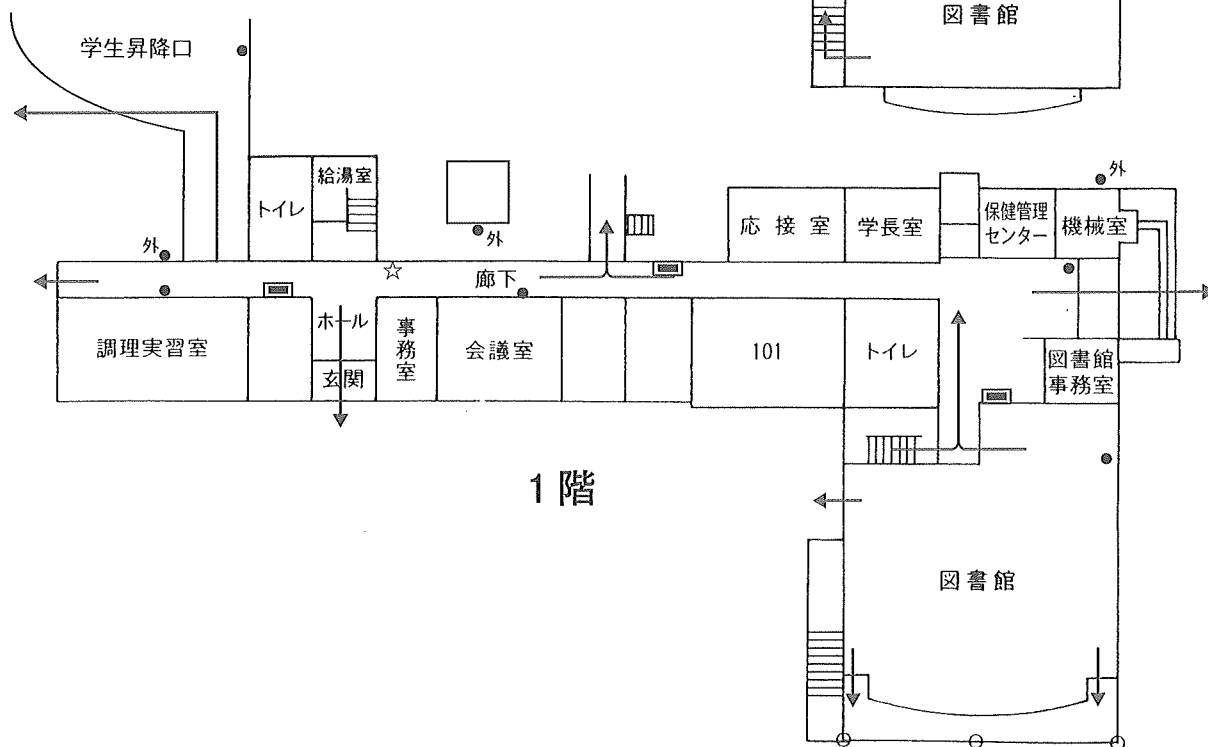 図書館
学生昇降口
給湯室
トイレ
外
外
外
応接室
学長室
保健管理
センター
機械室
廊下
☆
調理実習室
ホール
玄関
事務室
会議室
101
トイレ
図書館
事務室
1階
図書館